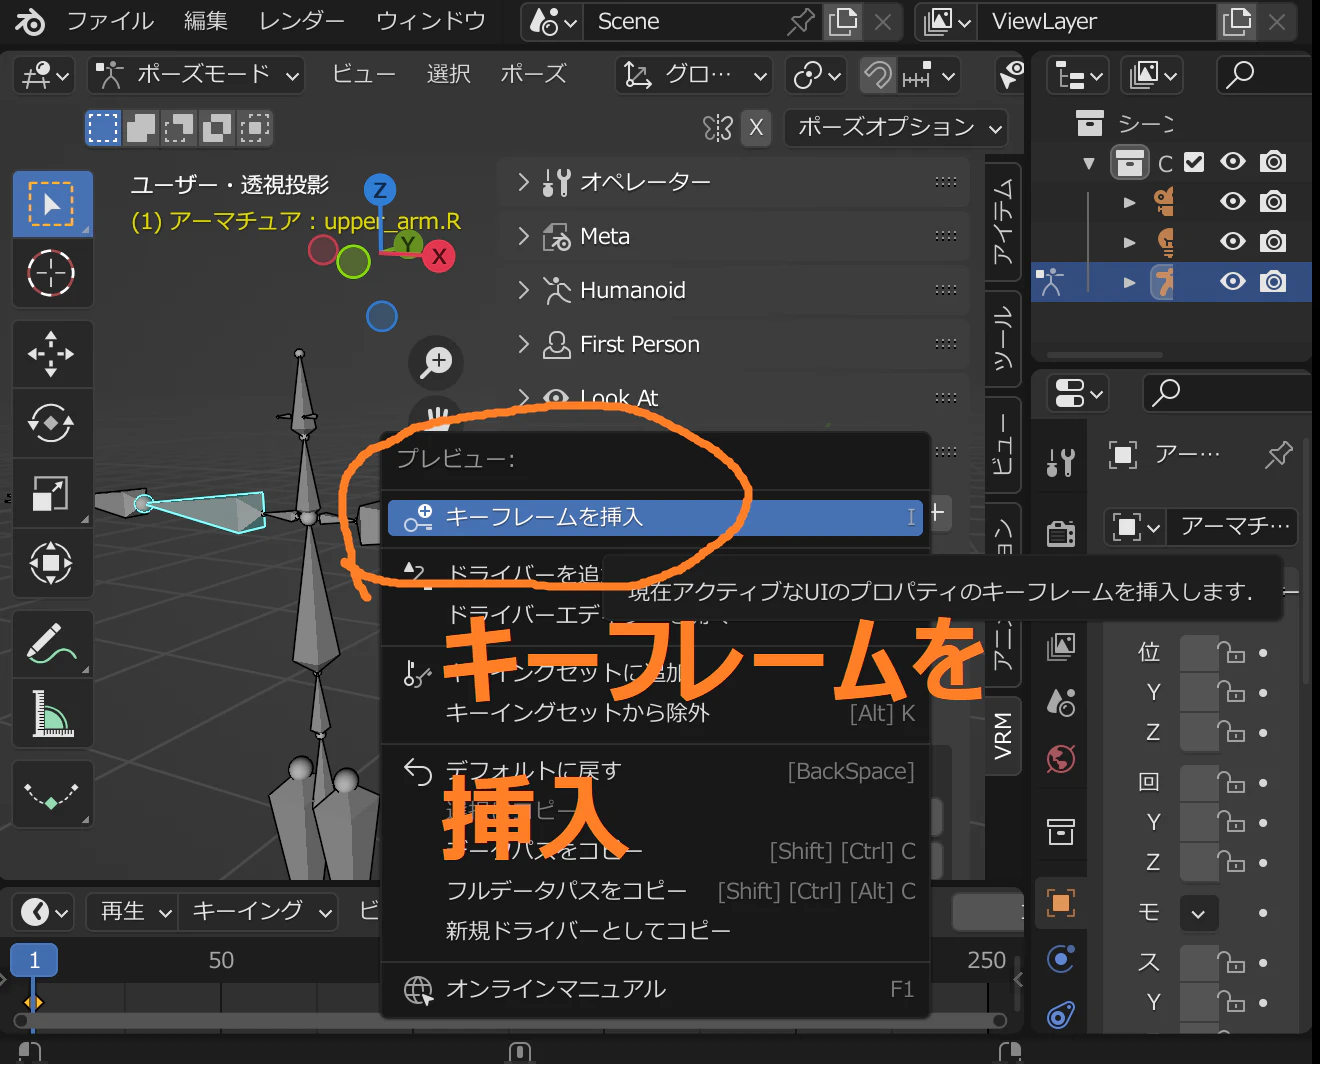 ファイル 編集 レンダー ウィンドウ Scene ViewLayer
ポーズモード ビュー 選択 ポーズ グロ…
X ポーズオプション
シーン
C
ユーザー・透視投影
(1) アーマチュア : upper_arm.R
Z
Y
X
オペレーター
Meta
Humanoid
First Person
Look At
アイテム
ツール
ビュー
VRM
プレビュー:
キーフレームを挿入 I
ドライバーを追
現在アクティブなUIのプロパティのキーフレームを挿入します.
ドライバーエデ
キーフレームを
挿入
キーイングセットに追加
キーイングセットから除外 [Alt] K
デフォルトに戻す [BackSpace]
データパスをコピー [Shift] [Ctrl] C
フルデータパスをコピー [Shift] [Ctrl] [Alt] C
新規ドライバーとしてコピー
オンラインマニュアル F1
アー…
アーマチ…
位
Y
Z
回
Y
Z
モ
ス
Y
再生 キーイング ビ
1 50 250